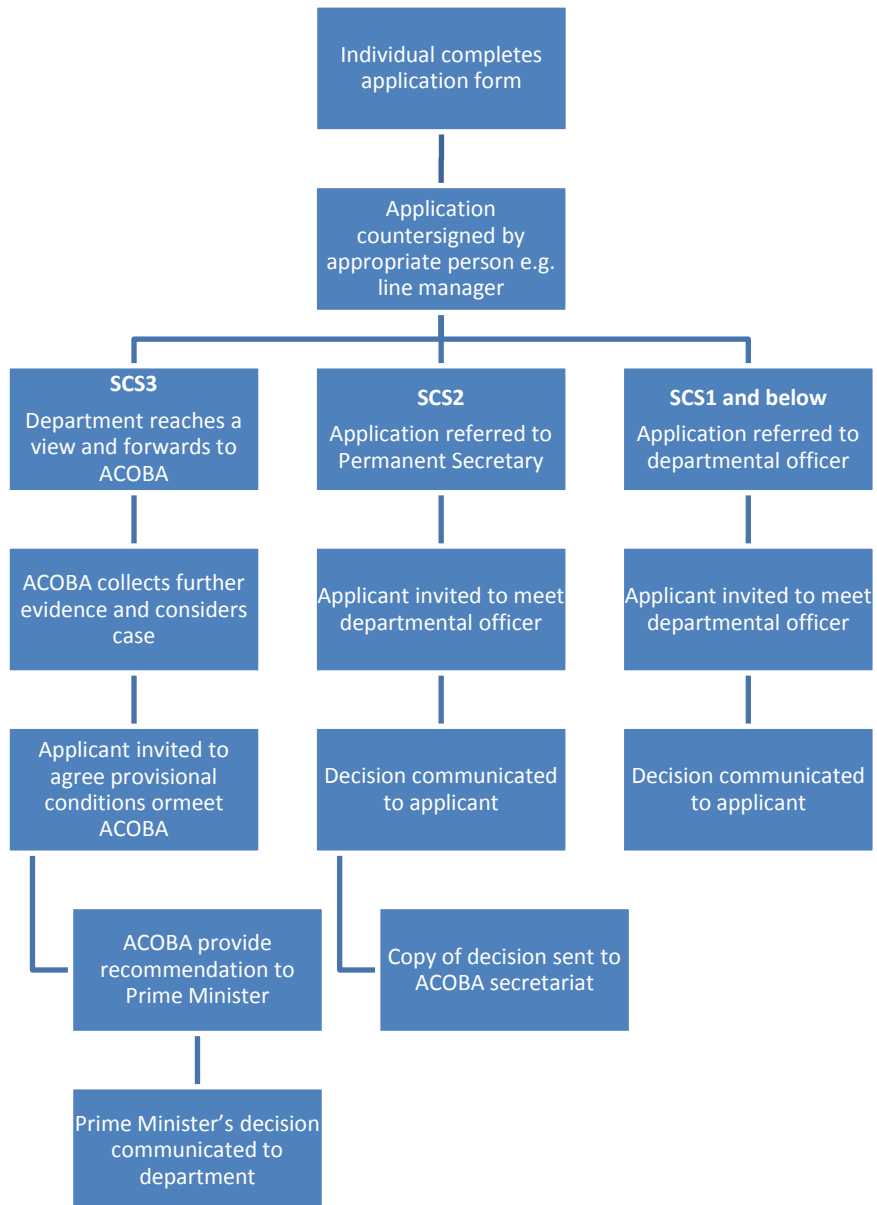 Individual completes
application form
Application
countersigned by
appropriate person e.g.
line manager
SCS3
Department reaches a
view and forwards to
ACOBA
SCS2
Application referred to
Permanent Secretary
SCS1 and below
Application referred to
departmental officer
ACOBA collects further
evidence and considers
case
Applicant invited to meet
departmental officer
Applicant invited to meet
departmental officer
Applicant invited to
agree provisional
conditions ormeet
ACOBA
Decision communicated
to applicant
Decision communicated
to applicant
ACOBA provide
recommendation to
Prime Minister
Copy of decision sent to
ACOBA secretariat
Prime Minister’s decision
communicated to
department